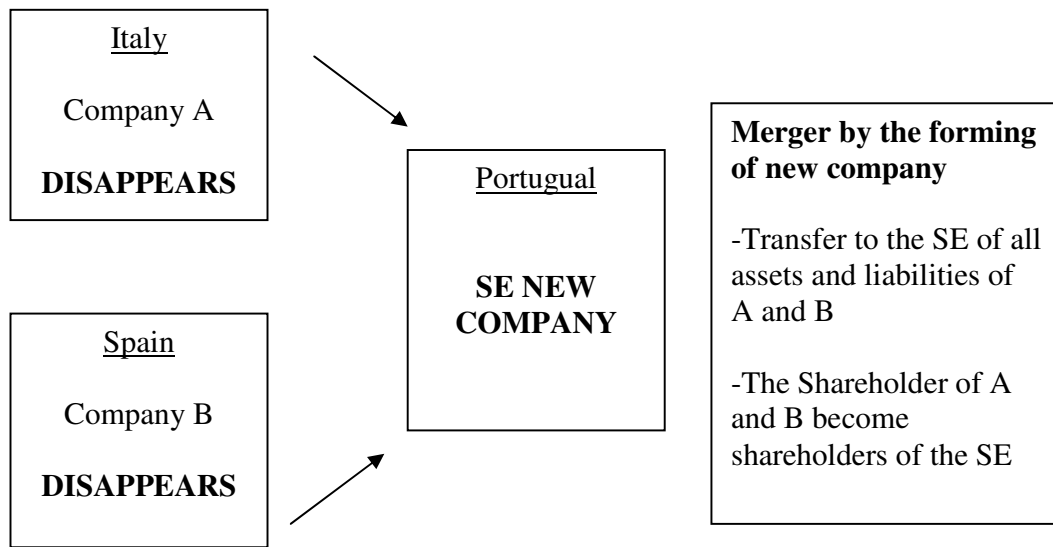 Italy
Company A
DISAPPEARS
Spain
Company B
DISAPPEARS
Portugual
SE NEW
COMPANY
Merger by the forming
of new company
-Transfer to the SE of all
assets and liabilities of
A and B
-The Shareholder of A
and B become
shareholders of the SE